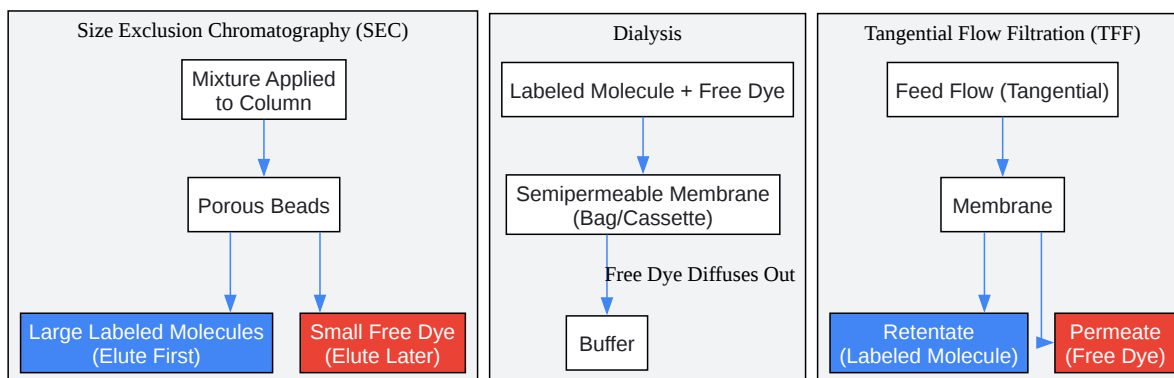 Size Exclusion Chromatography (SEC)
Mixture Applied
to Column
Porous Beads
Large Labeled Molecules
(Elute First)
Small Free Dye
(Elute Later)
Dialysis
Labeled Molecule + Free Dye
Semipermeable Membrane
(Bag/Cassette)
Free Dye Diffuses Out
Buffer
Tangential Flow Filtration (TFF)
Feed Flow (Tangential)
Membrane
Retentate
(Labeled Molecule)
Permeate
(Free Dye)